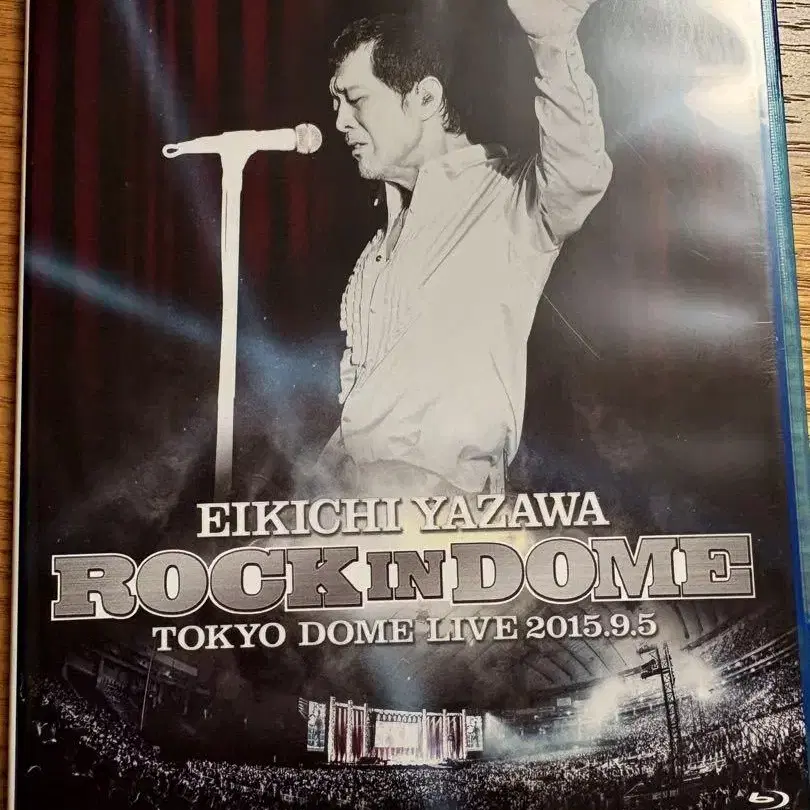 EIKICHI YAZAWA
ROCK IN DOME
TOKYO DOME LIVE 2015.9.5